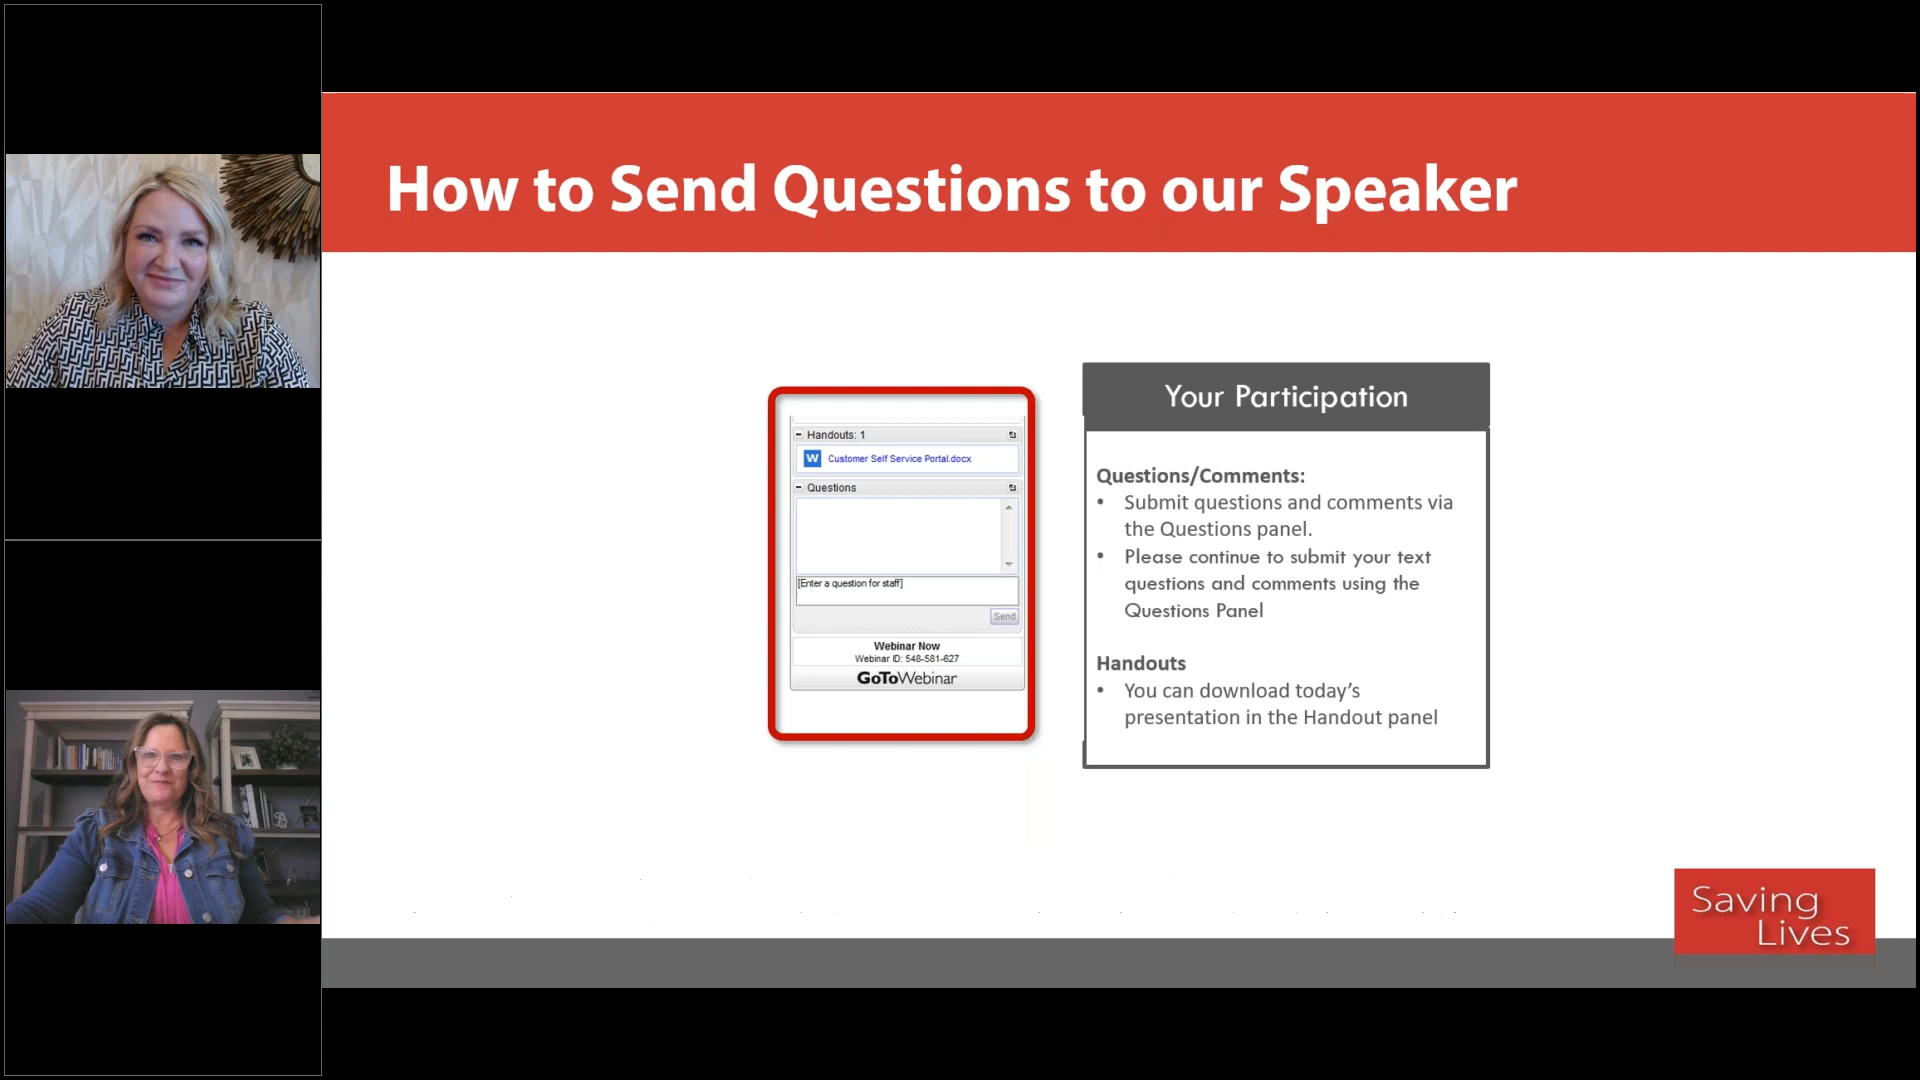 How to Send Questions to our Speaker
Handouts: 1
W Customer Self Service Portal.docx
Questions
[Enter a question for staff]
Send
Webinar Now
Webinar ID: 548-581-627
GoToWebinar
Your Participation
Questions/Comments:
• Submit questions and comments via
the Questions panel.
• Please continue to submit your text
questions and comments using the
Questions Panel
Handouts
• You can download today’s
presentation in the Handout panel
Saving
Lives